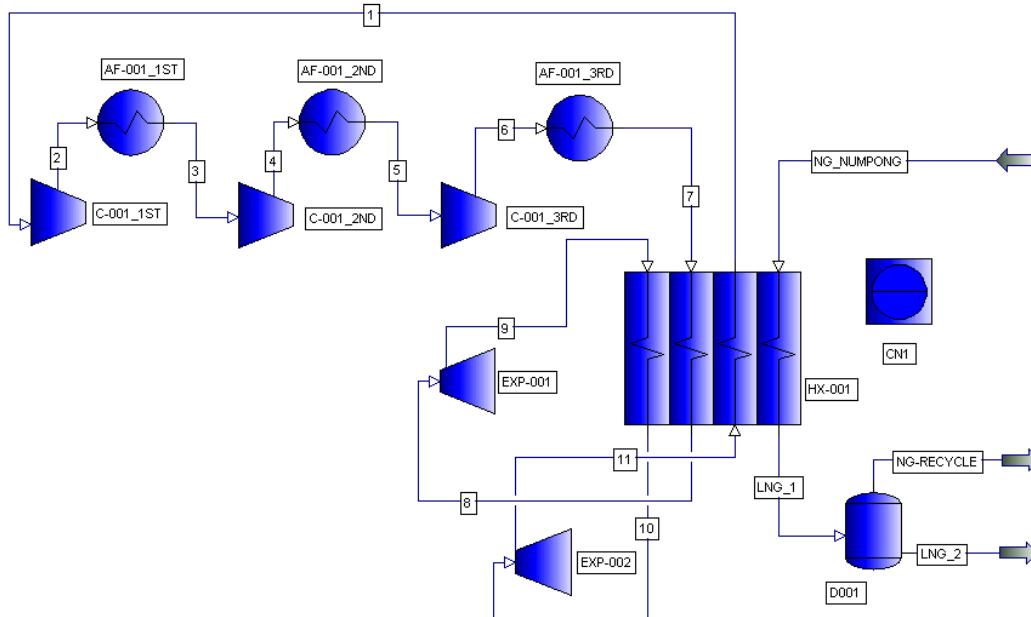 1
AF-001_1ST
AF-001_2ND
AF-001_3RD
2
3
4
5
6
7
NG_NUMPONG
C-001_1ST
C-001_2ND
C-001_3RD
9
EXP-001
HX-001
CN1
11
8
10
LNG_1
NG-RECYCLE
LNG_2
EXP-002
D001